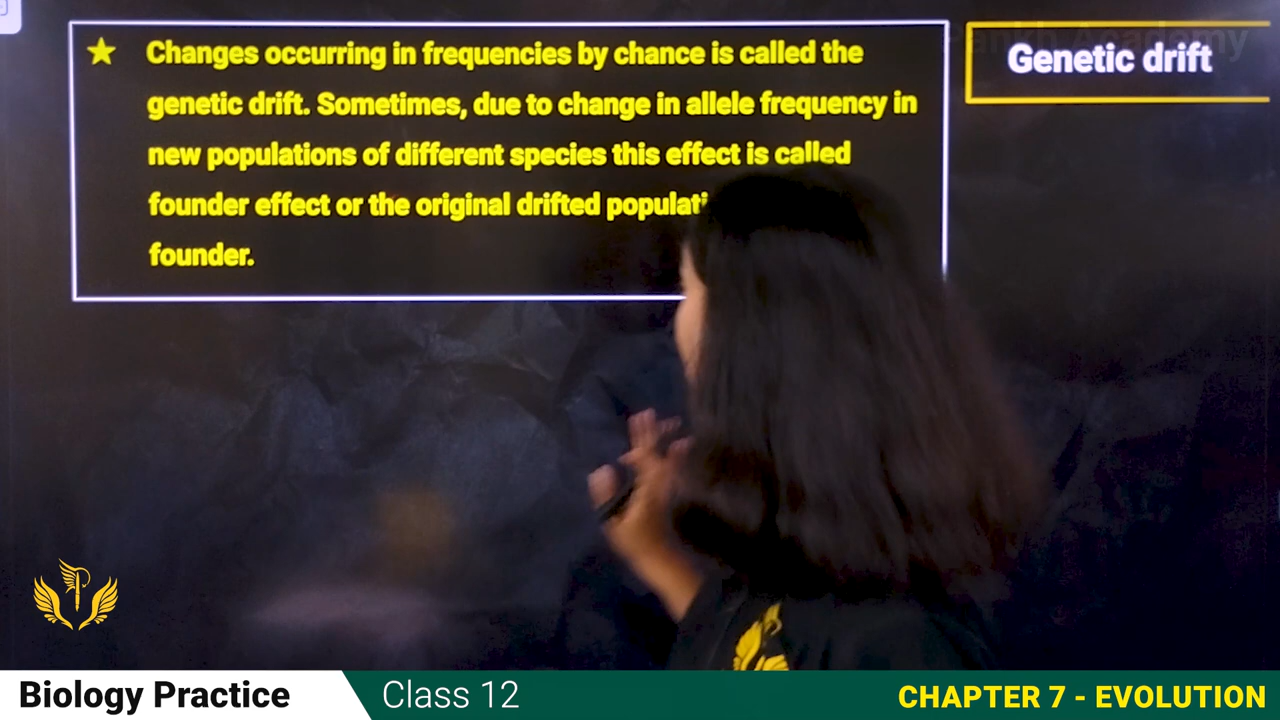 Changes occurring in frequencies by chance is called the
genetic drift. Sometimes, due to change in allele frequency in
new populations of different species this effect is called
founder effect or the original drifted
founder.
Genetic drift
Biology Practice
Class 12
CHAPTER 7 - EVOLUTION